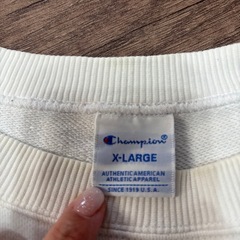 Champion
X-LARGE
AUTHENTIC AMERICAN
ATHLETIC APPAREL
SINCE 1919 U.S.A.